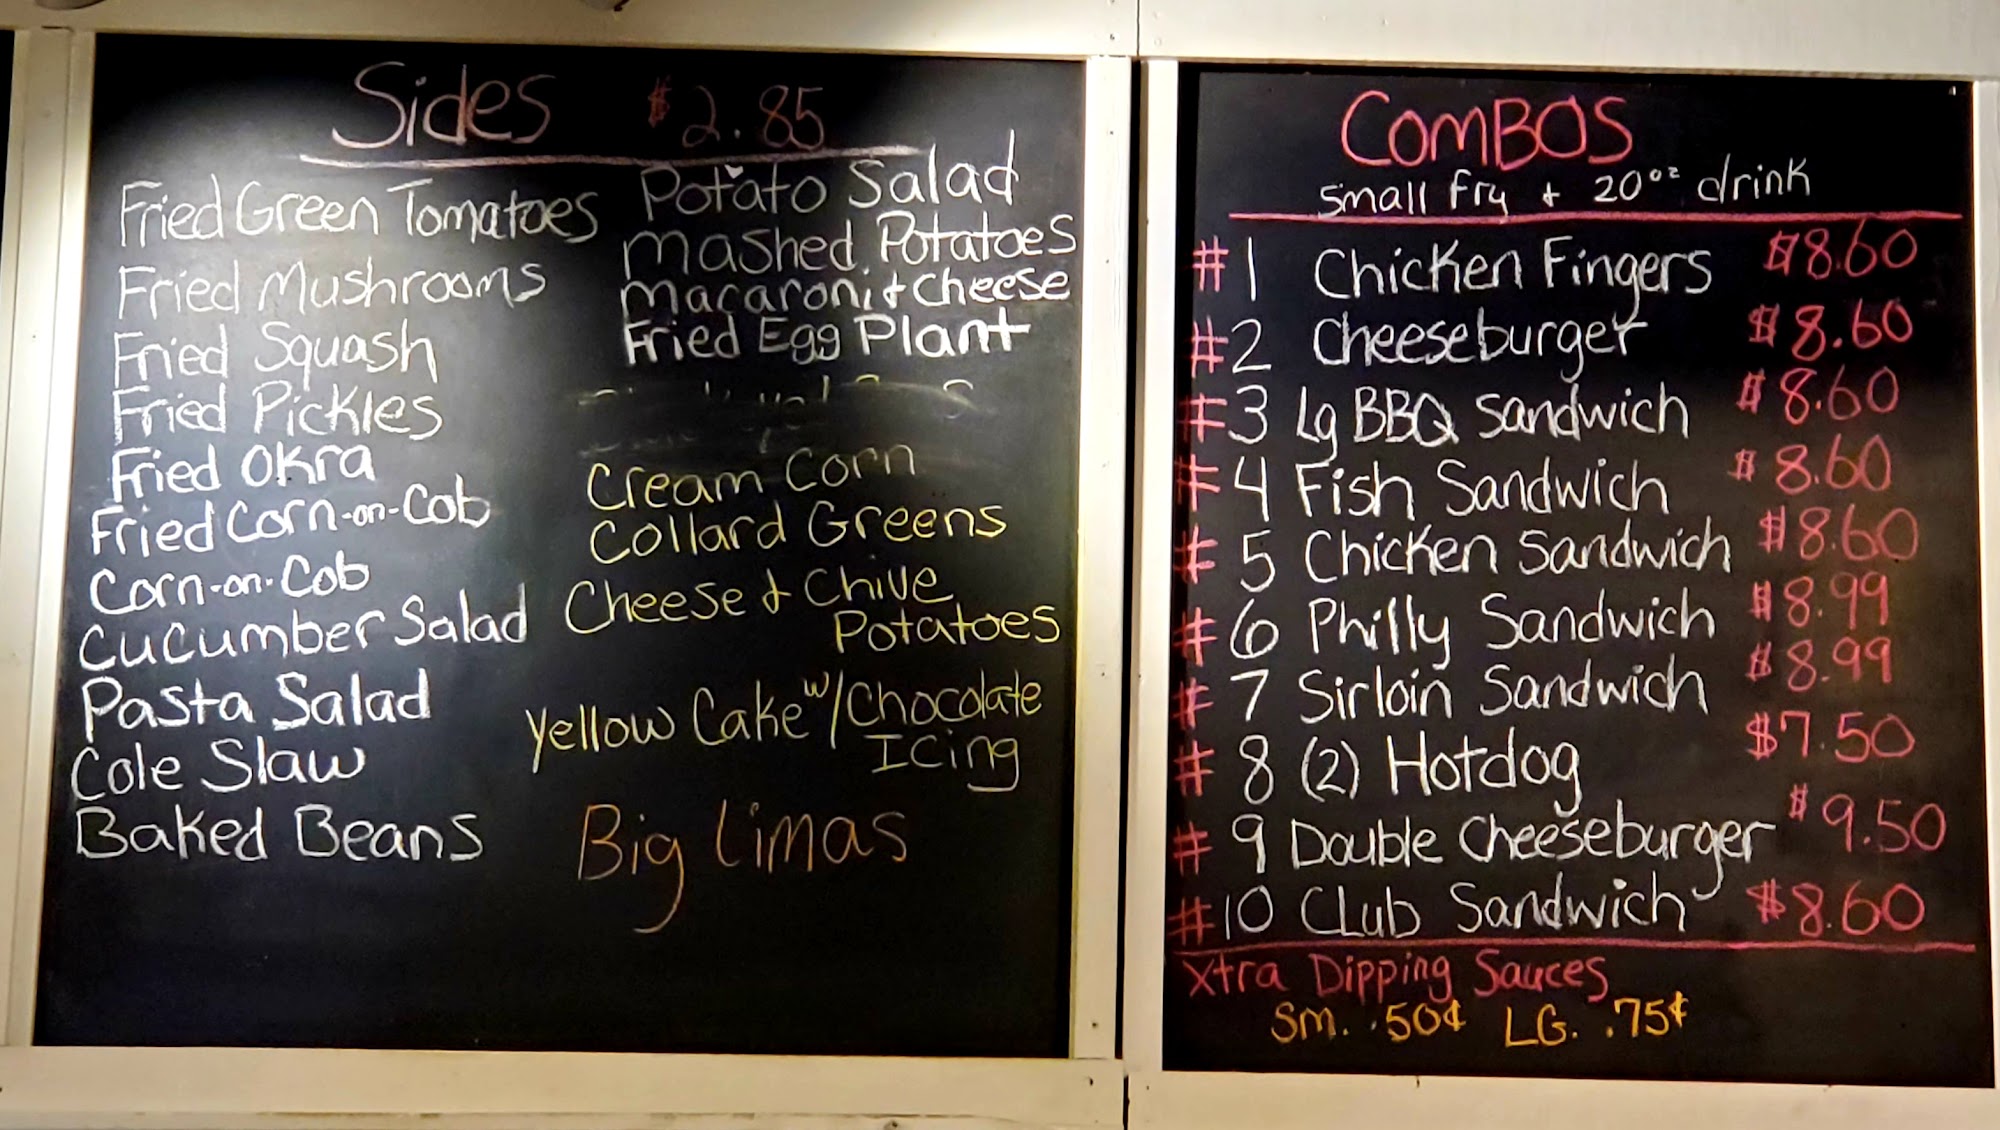 Sides $2.85
Fried Green Tomatoes
Fried Mushrooms
Fried Squash
Fried Pickles
Fried Okra
Fried Corn-on-Cob
Corn-on-Cob
Cucumber Salad
Pasta Salad
Cole Slaw
Baked Beans
Potato Salad
Mashed Potatoes
Macaroni + Cheese
Fried Egg Plant
Cream Corn
Collard Greens
Cheese & Chive
Potatoes
Yellow Cake w/ Chocolate
Icing
Big Limas
COMBOS
Small Fry + 20oz drink
#1 Chicken Fingers $8.60
#2 Cheeseburger $8.60
#3 Lg BBQ Sandwich $8.60
#4 Fish Sandwich $8.60
#5 Chicken Sandwich $8.60
#6 Philly Sandwich $8.99
#7 Sirloin Sandwich $8.99
#8 (2) Hotdog $7.50
#9 Double Cheeseburger $9.50
#10 CLub Sandwich $8.60
Xtra Dipping Sauces
Sm. .50¢ LG. .75¢